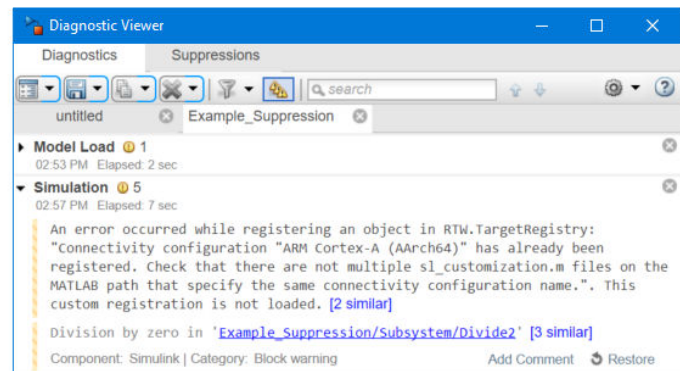 Diagnostic Viewer
Diagnostics Suppressions
search
untitled Example_Suppression
Model Load 1
02:53 PM Elapsed: 2 sec
Simulation 5
02:57 PM Elapsed: 7 sec
An error occurred while registering an object in RTW.TargetRegistry:
"Connectivity configuration "ARM Cortex-A (AArch64)" has already been
registered. Check that there are not multiple sl_customization.m files on the
MATLAB path that specify the same connectivity configuration name.". This
custom registration is not loaded. [2 similar]
Division by zero in 'Example_Suppression/Subsystem/Divide2' [3 similar]
Component: Simulink | Category: Block warning Add Comment Restore